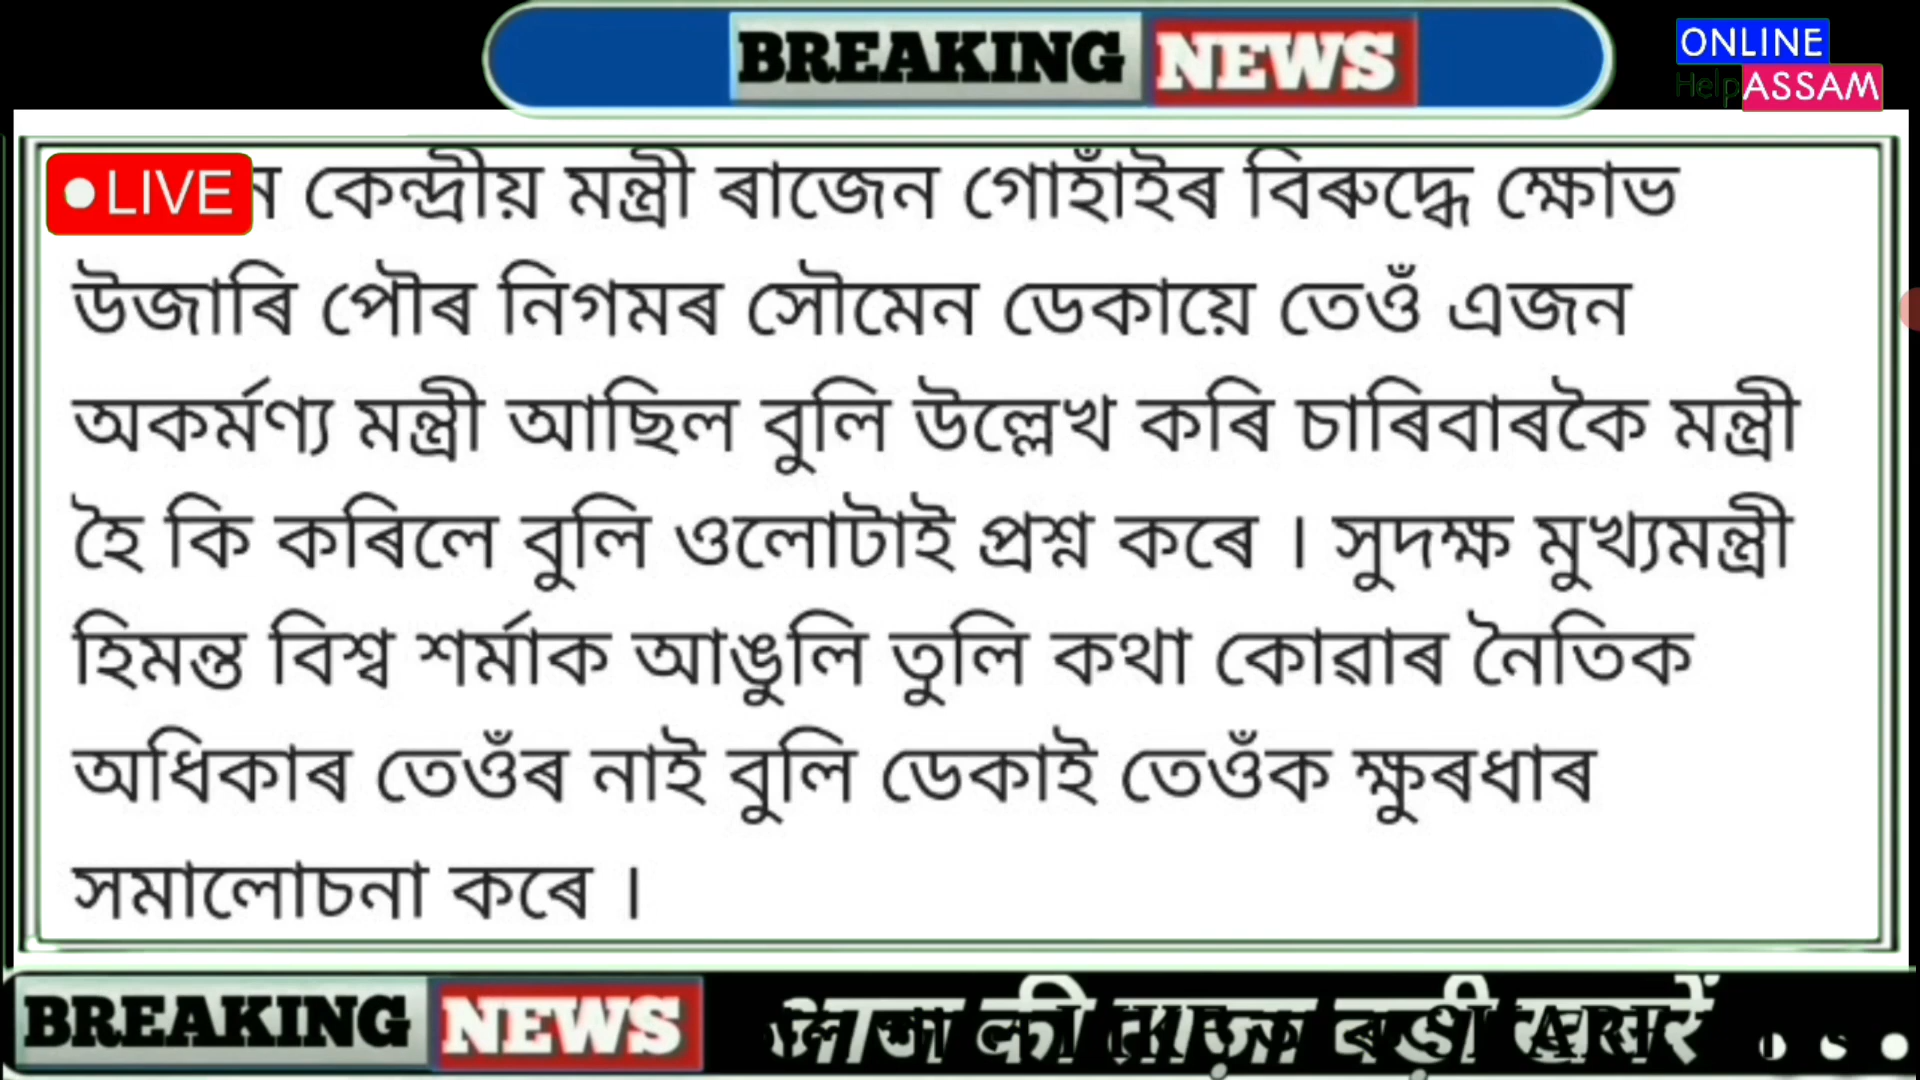 BREAKING NEWS
ONLINE
Help ASSAM
LIVE
ন কেন্দ্ৰীয় মন্ত্ৰী ৰাজেন গোহাঁইৰ বিৰুদ্ধে ক্ষোভ
উজাৰি পৌৰ নিগমৰ সৌমেন ডেকায়ে তেওঁ এজন
অকৰ্মণ্য মন্ত্ৰী আছিল বুলি উল্লেখ কৰি চাৰিবাৰকৈ মন্ত্ৰী
হৈ কি কৰিলে বুলি ওলোটাই প্ৰশ্ন কৰে ৷ সুদক্ষ মুখ্যমন্ত্ৰী
হিমন্ত বিশ্ব শৰ্মাক আঙুলি তুলি কথা কোৱাৰ নৈতিক
অধিকাৰ তেওঁৰ নাই বুলি ডেকাই তেওঁক ক্ষুৰধাৰ
সমালোচনা কৰে ৷
BREAKING NEWS